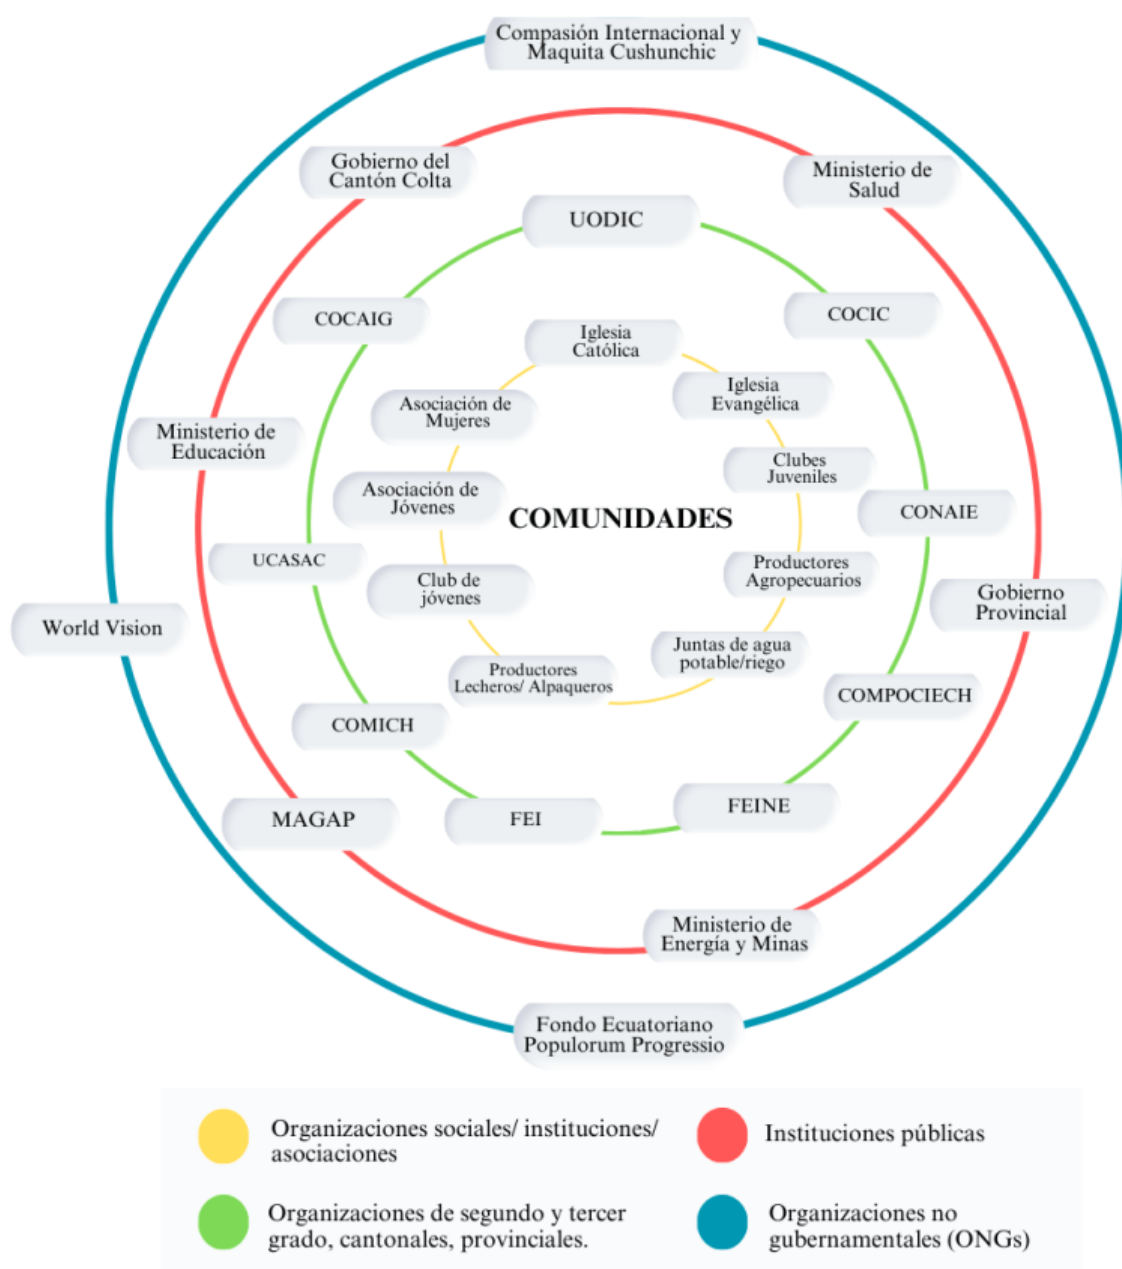 Compasión Internacional y
Maquita Cushunchic
Gobierno del
Cantón Colta
Ministerio de
Salud
UODIC
COCAIG
COCIC
Iglesia
Católica
Iglesia
Evangélica
Asociación de
Mujeres
Ministerio de
Educación
Clubes
Juveniles
Asociación de
Jóvenes
COMUNIDADES
CONAIE
UCASAC
Club de
jóvenes
Productores
Agropecuarios
Gobierno
Provincial
World Vision
Juntas de agua
potable/riego
Productores
Lecheros/ Alpaqueros
COMPOCIECH
COMICH
MAGAP
FEI
FEINE
Ministerio de
Energía y Minas
Fondo Ecuatoriano
Populorum Progressio
Organizaciones sociales/ instituciones/
asociaciones
Instituciones públicas
Organizaciones de segundo y tercer
grado, cantonales, provinciales.
Organizaciones no
gubernamentales (ONGs)